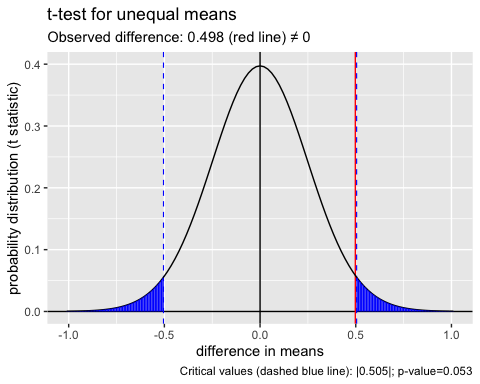 t-test for unequal means
Observed difference: 0.498 (red line) ≠ 0
probability distribution (t statistic)
0.4
0.3
0.2
0.1
0.0
-1.0 -0.5 0.0 0.5 1.0
difference in means
Critical values (dashed blue line): |0.505|; p-value=0.053